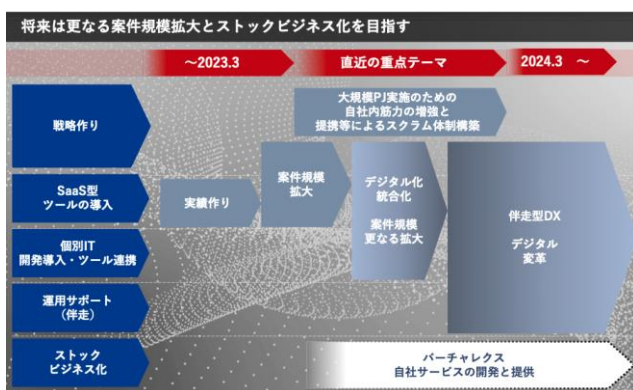 将来は更なる案件規模拡大とストックビジネス化を目指す
～2023.3
直近の重点テーマ
2024.3 ～
戦略作り
大規模PJ実施のための
自社内筋力の増強と
提携等によるスクラム体制構築
SaaS型
ツールの導入
実績作り
案件規模
拡大
デジタル化
統合化
案件規模
更なる拡大
伴走型DX
デジタル
変革
個別IT
開発導入・ツール連携
運用サポート
（伴走）
ストック
ビジネス化
バーチャレクス
自社サービスの開発と提供